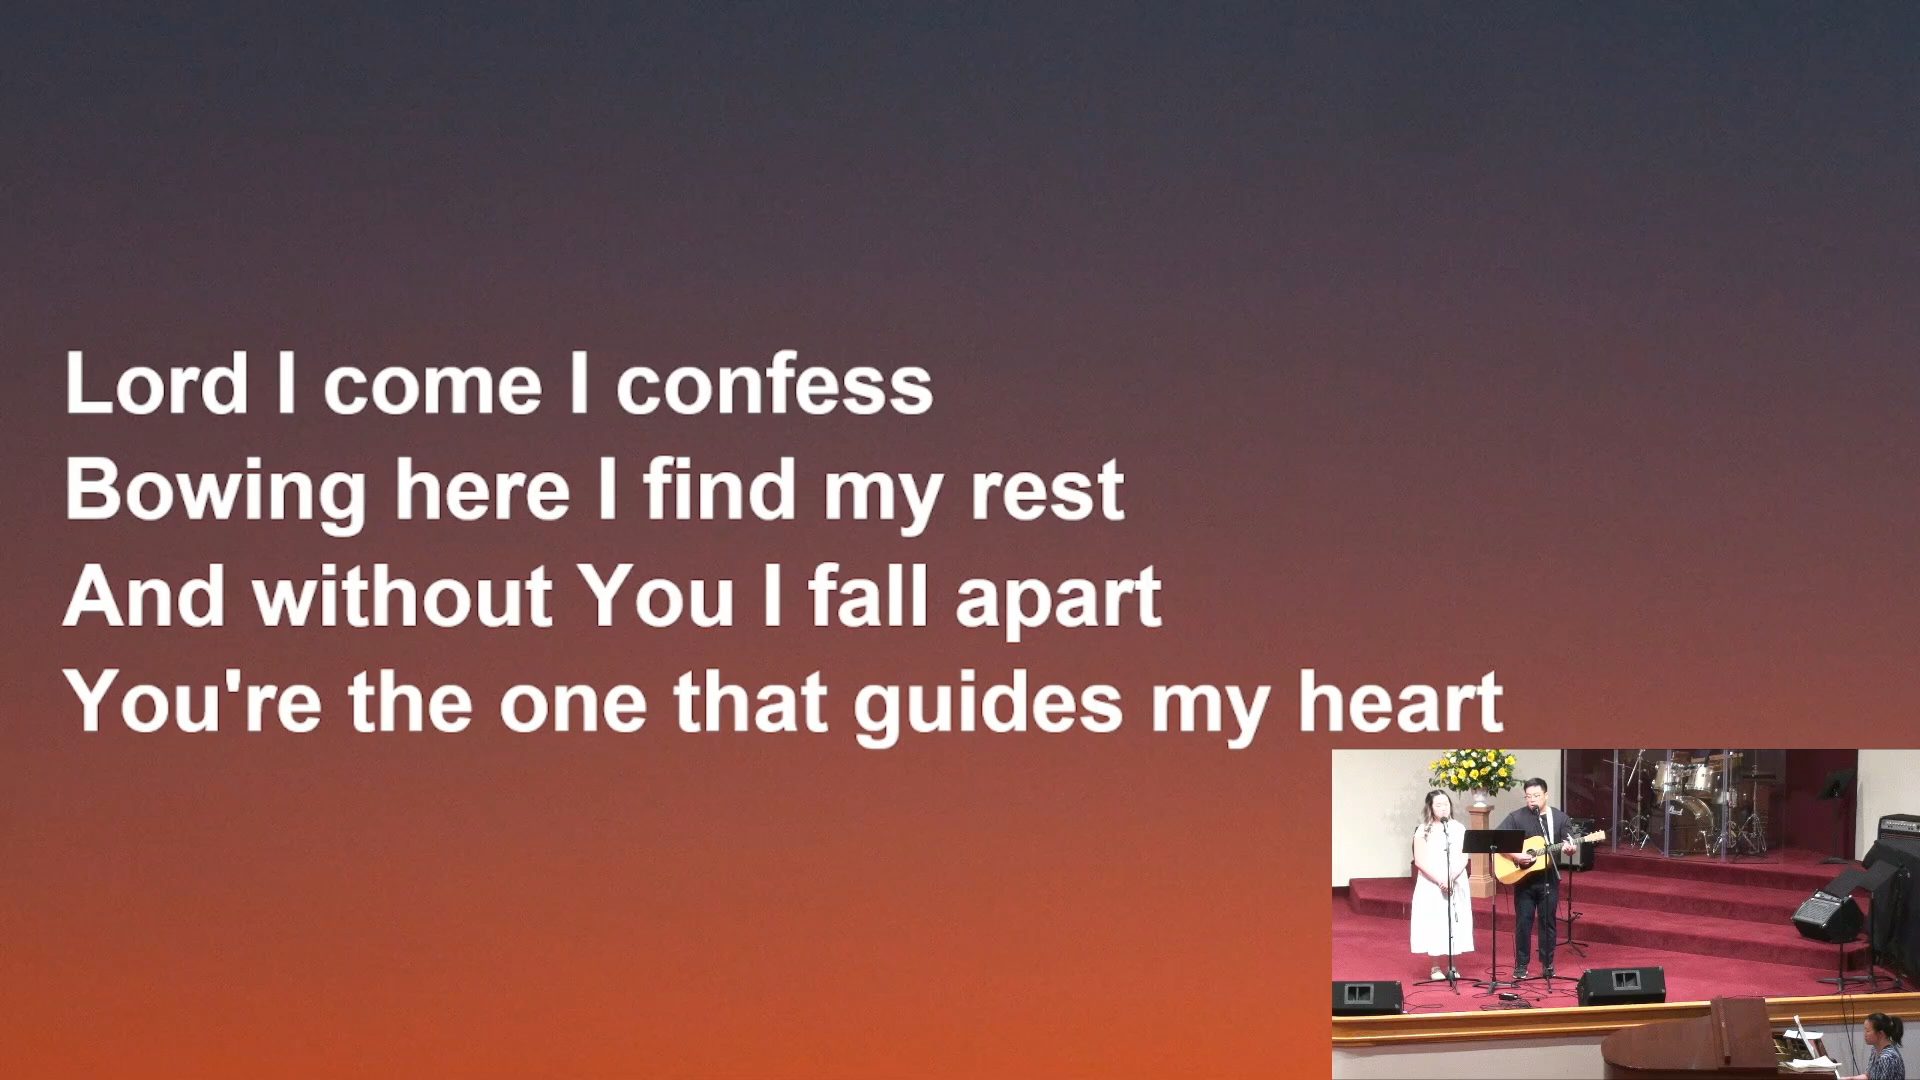 Lord I come I confess
Bowing here I find my rest
And without You I fall apart
You're the one that guides my heart